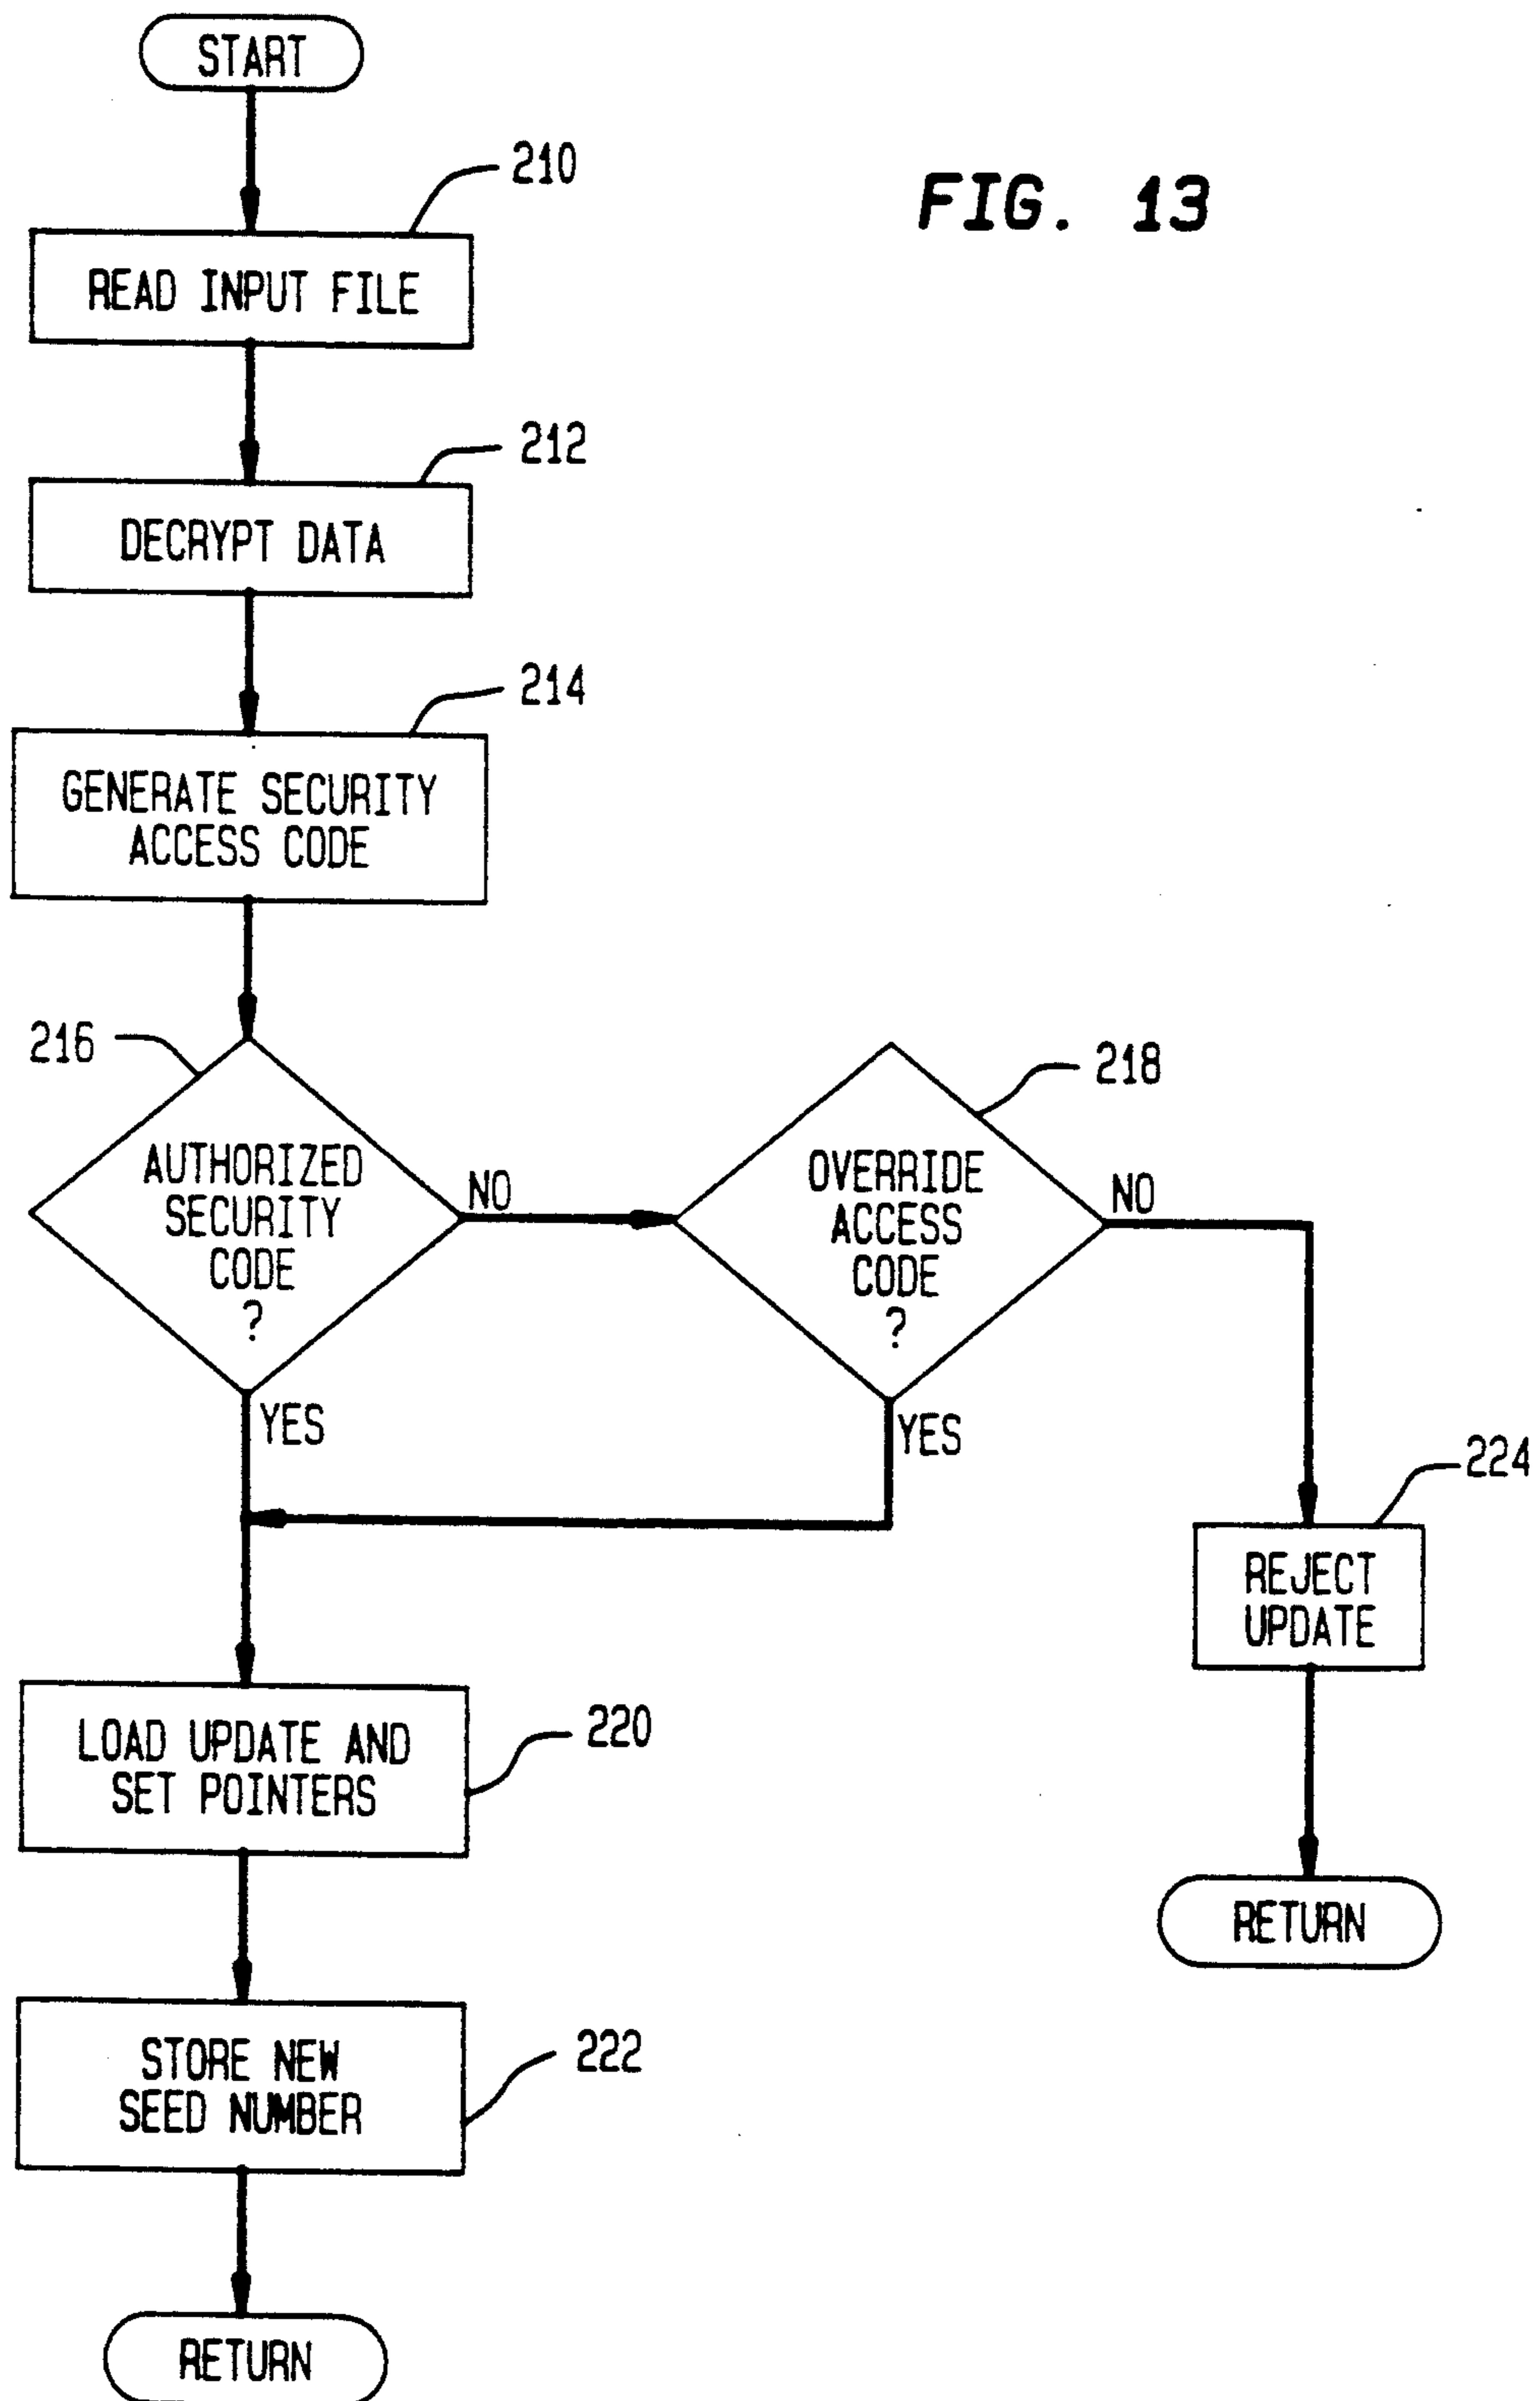 START
210
FIG. 13
READ INPUT FILE
212
DECRYPT DATA
214
GENERATE SECURITY
ACCESS CODE
216
218
AUTHORIZED
SECURITY
CODE
?
NO
OVERRIDE
ACCESS
CODE
?
NO
YES
YES
224
REJECT
UPDATE
LOAD UPDATE AND
SET POINTERS
220
RETURN
STORE NEW
SEED NUMBER
222
RETURN